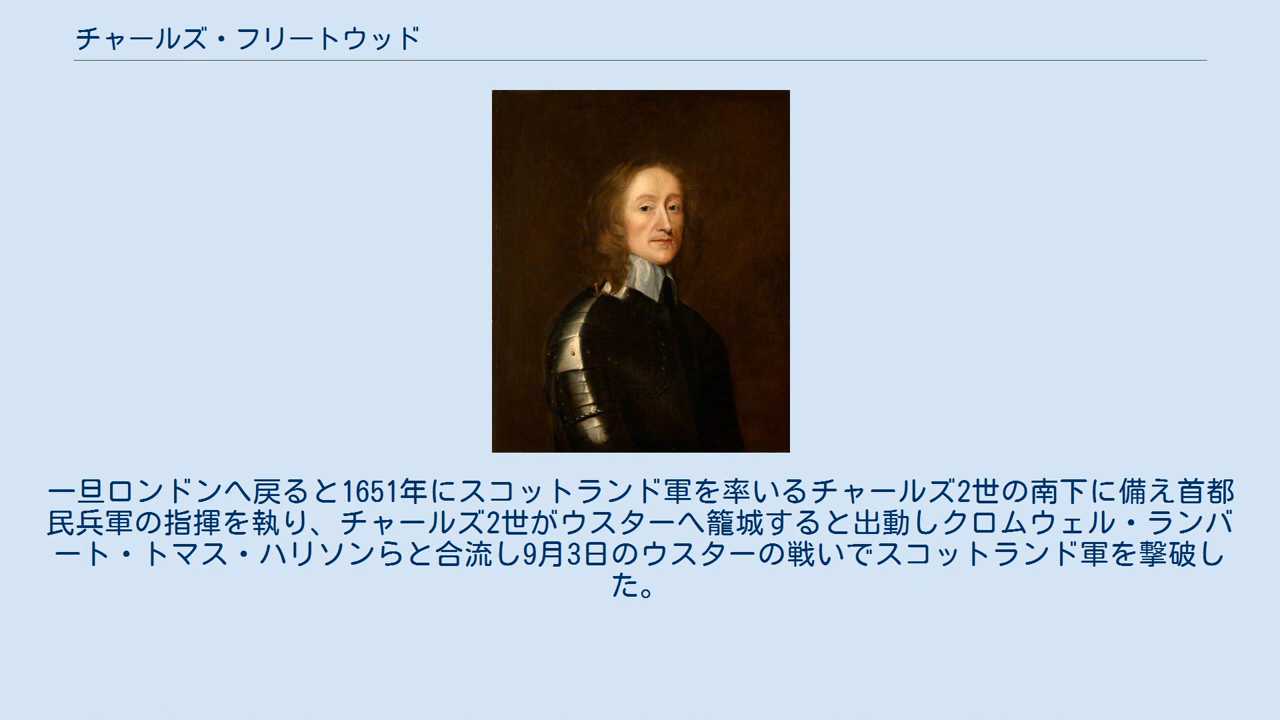 チャールズ・フリートウッド
一旦ロンドンへ戻ると1651年にスコットランド軍を率いるチャールズ2世の南下に備え首都
民兵軍の指揮を執り、チャールズ2世がウスターへ籠城すると出動しクロムウェル・ランバ
ート・トマス・ハリソンらと合流し9月3日のウスターの戦いでスコットランド軍を撃破し
た。